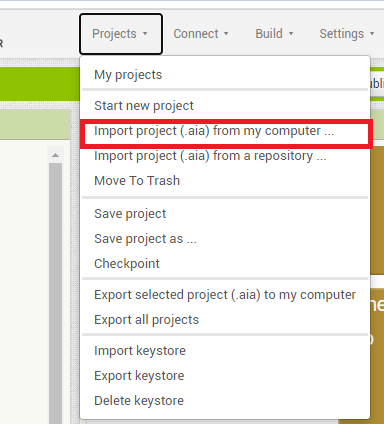 R
Projects Connect Build Settings
My projects
ubli
Start new project
Import project (.aia) from my computer ...
Import project (.aia) from a repository ...
Move To Trash
Save project
Save project as ...
Checkpoint
Export selected project (.aia) to my computer
Export all projects
Import keystore
Export keystore
Delete keystore